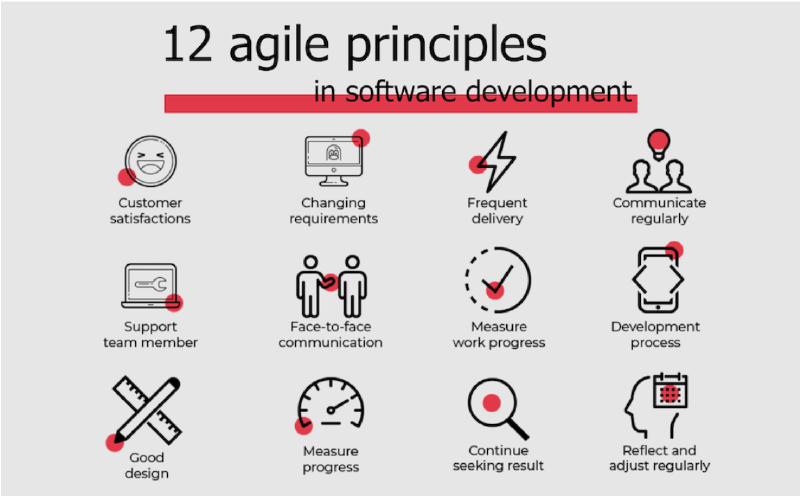 12 agile principles
in software development
Customer
satisfactions
Changing
requirements
Frequent
delivery
Communicate
regularly
Support
team member
Face-to-face
communication
Measure
work progress
Development
process
Good
design
Measure
progress
Continue
seeking result
Reflect and
adjust regularly